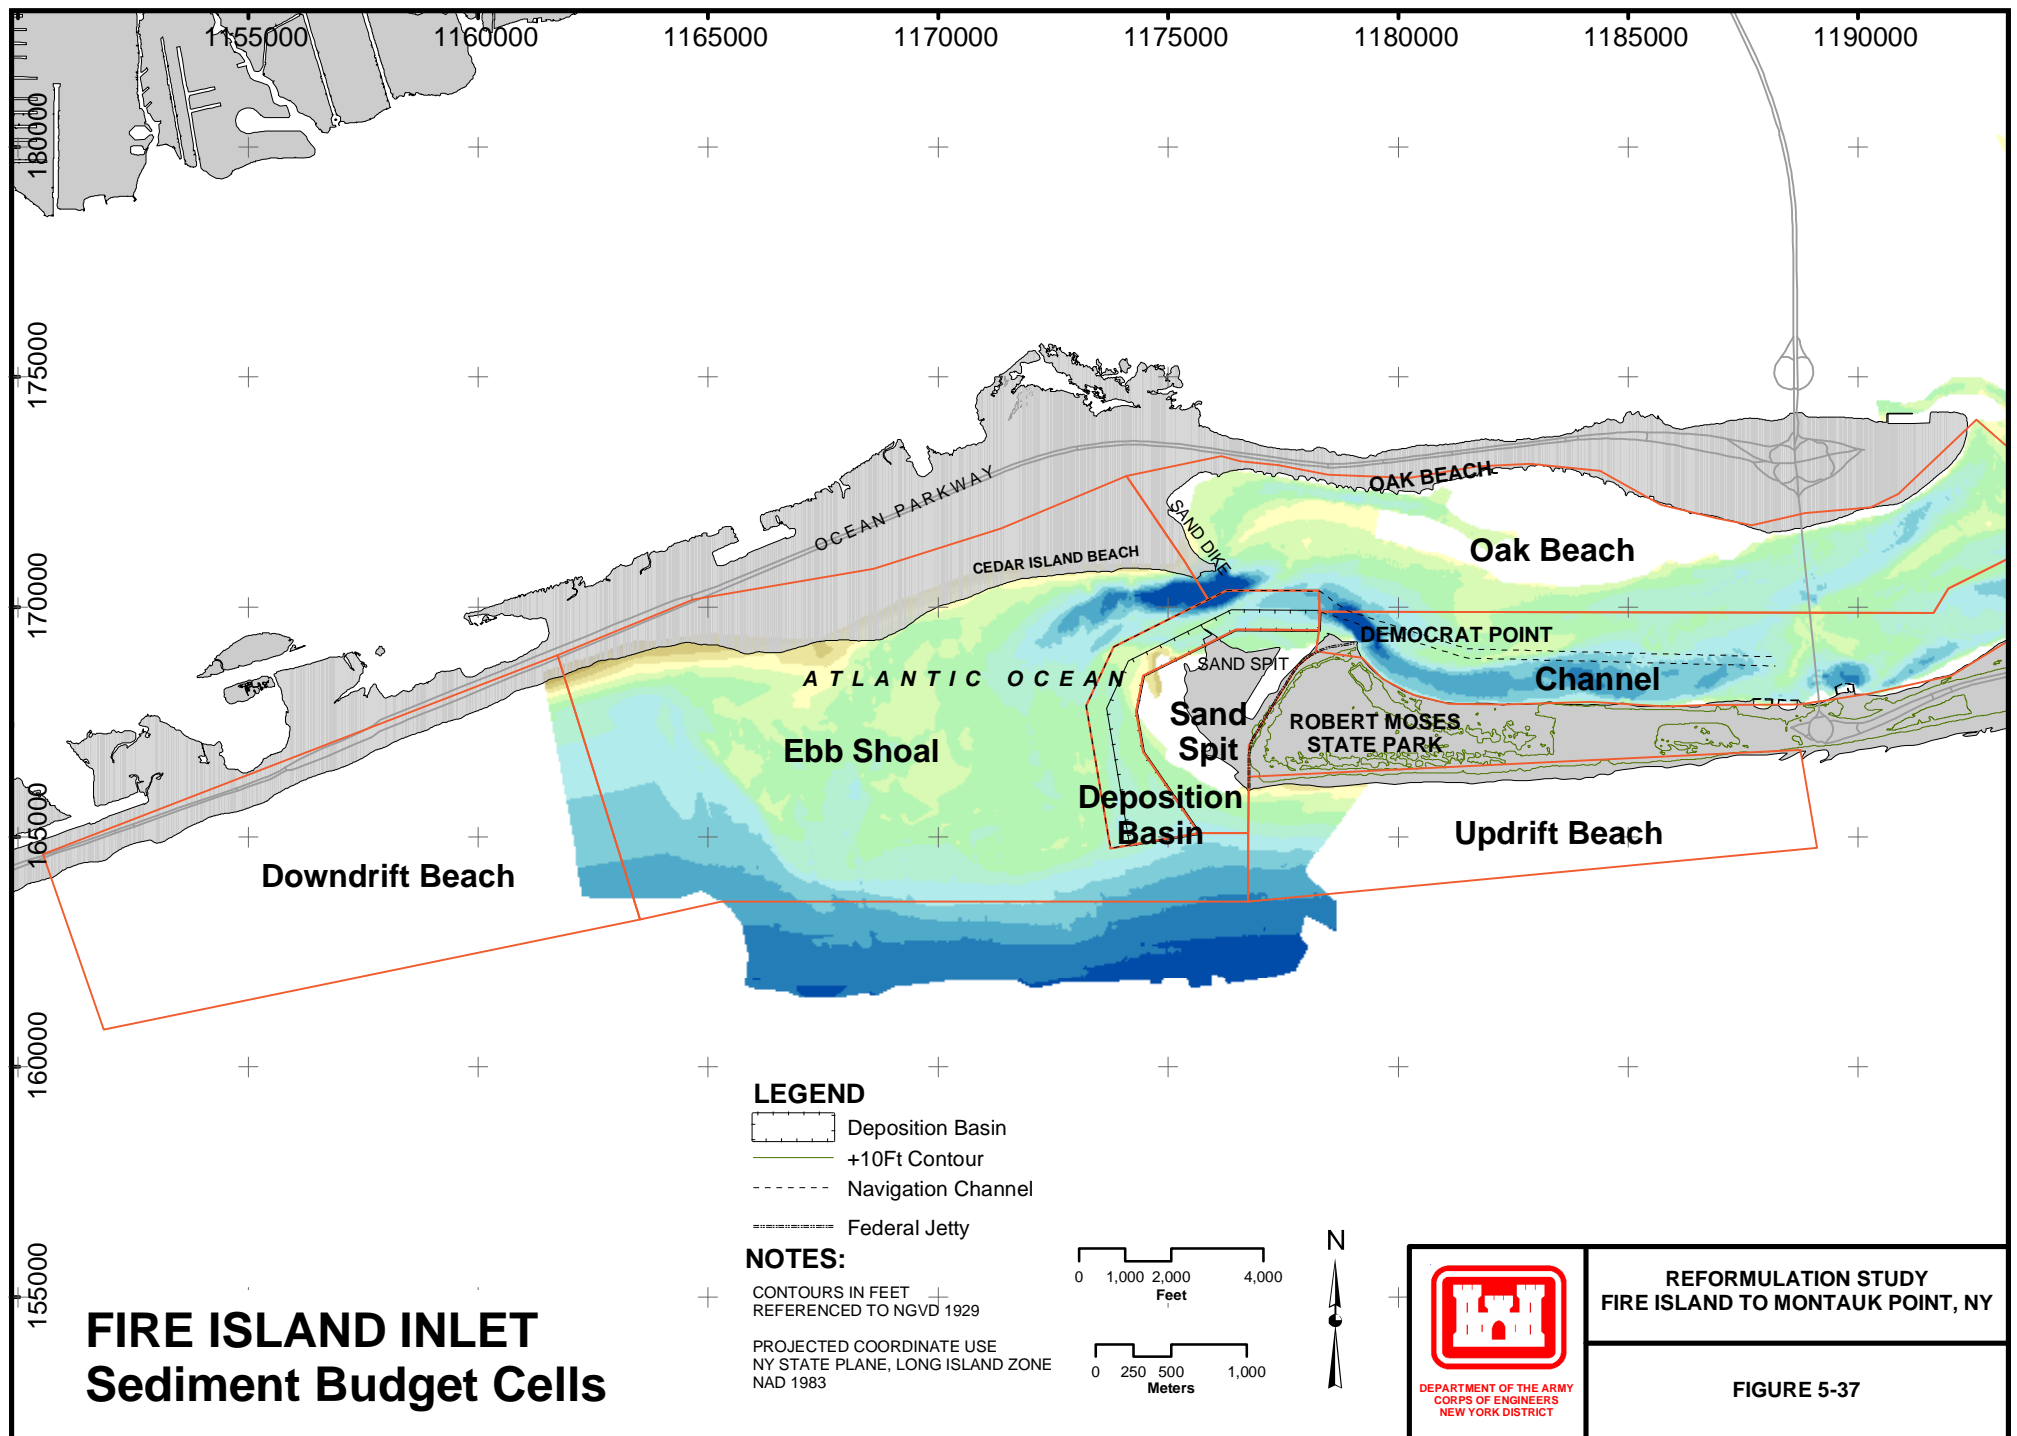 1155000
1160000
1165000
1170000
1175000
1180000
1185000
1190000
180000
175000
170000
165000
160000
155000
OCEAN PARKWAY
CEDAR ISLAND BEACH
SAND DIKE
OAK BEACH
Oak Beach
DEMOCRAT POINT
SAND SPIT
ATLANTIC OCEAN
Channel
Sand
Spit
ROBERT MOSES
STATE PARK
Ebb Shoal
Deposition
Basin
Updrift Beach
Downdrift Beach
LEGEND
Deposition Basin
+10Ft Contour
Navigation Channel
Federal Jetty
NOTES:
CONTOURS IN FEET
REFERENCED TO NGVD 1929
PROJECTED COORDINATE USE
NY STATE PLANE, LONG ISLAND ZONE
NAD 1983
0 1,000 2,000 4,000
Feet
0 250 500 1,000
Meters
N
FIRE ISLAND INLET
Sediment Budget Cells
DEPARTMENT OF THE ARMY
CORPS OF ENGINEERS
NEW YORK DISTRICT
REFORMULATION STUDY
FIRE ISLAND TO MONTAUK POINT, NY
FIGURE 5-37